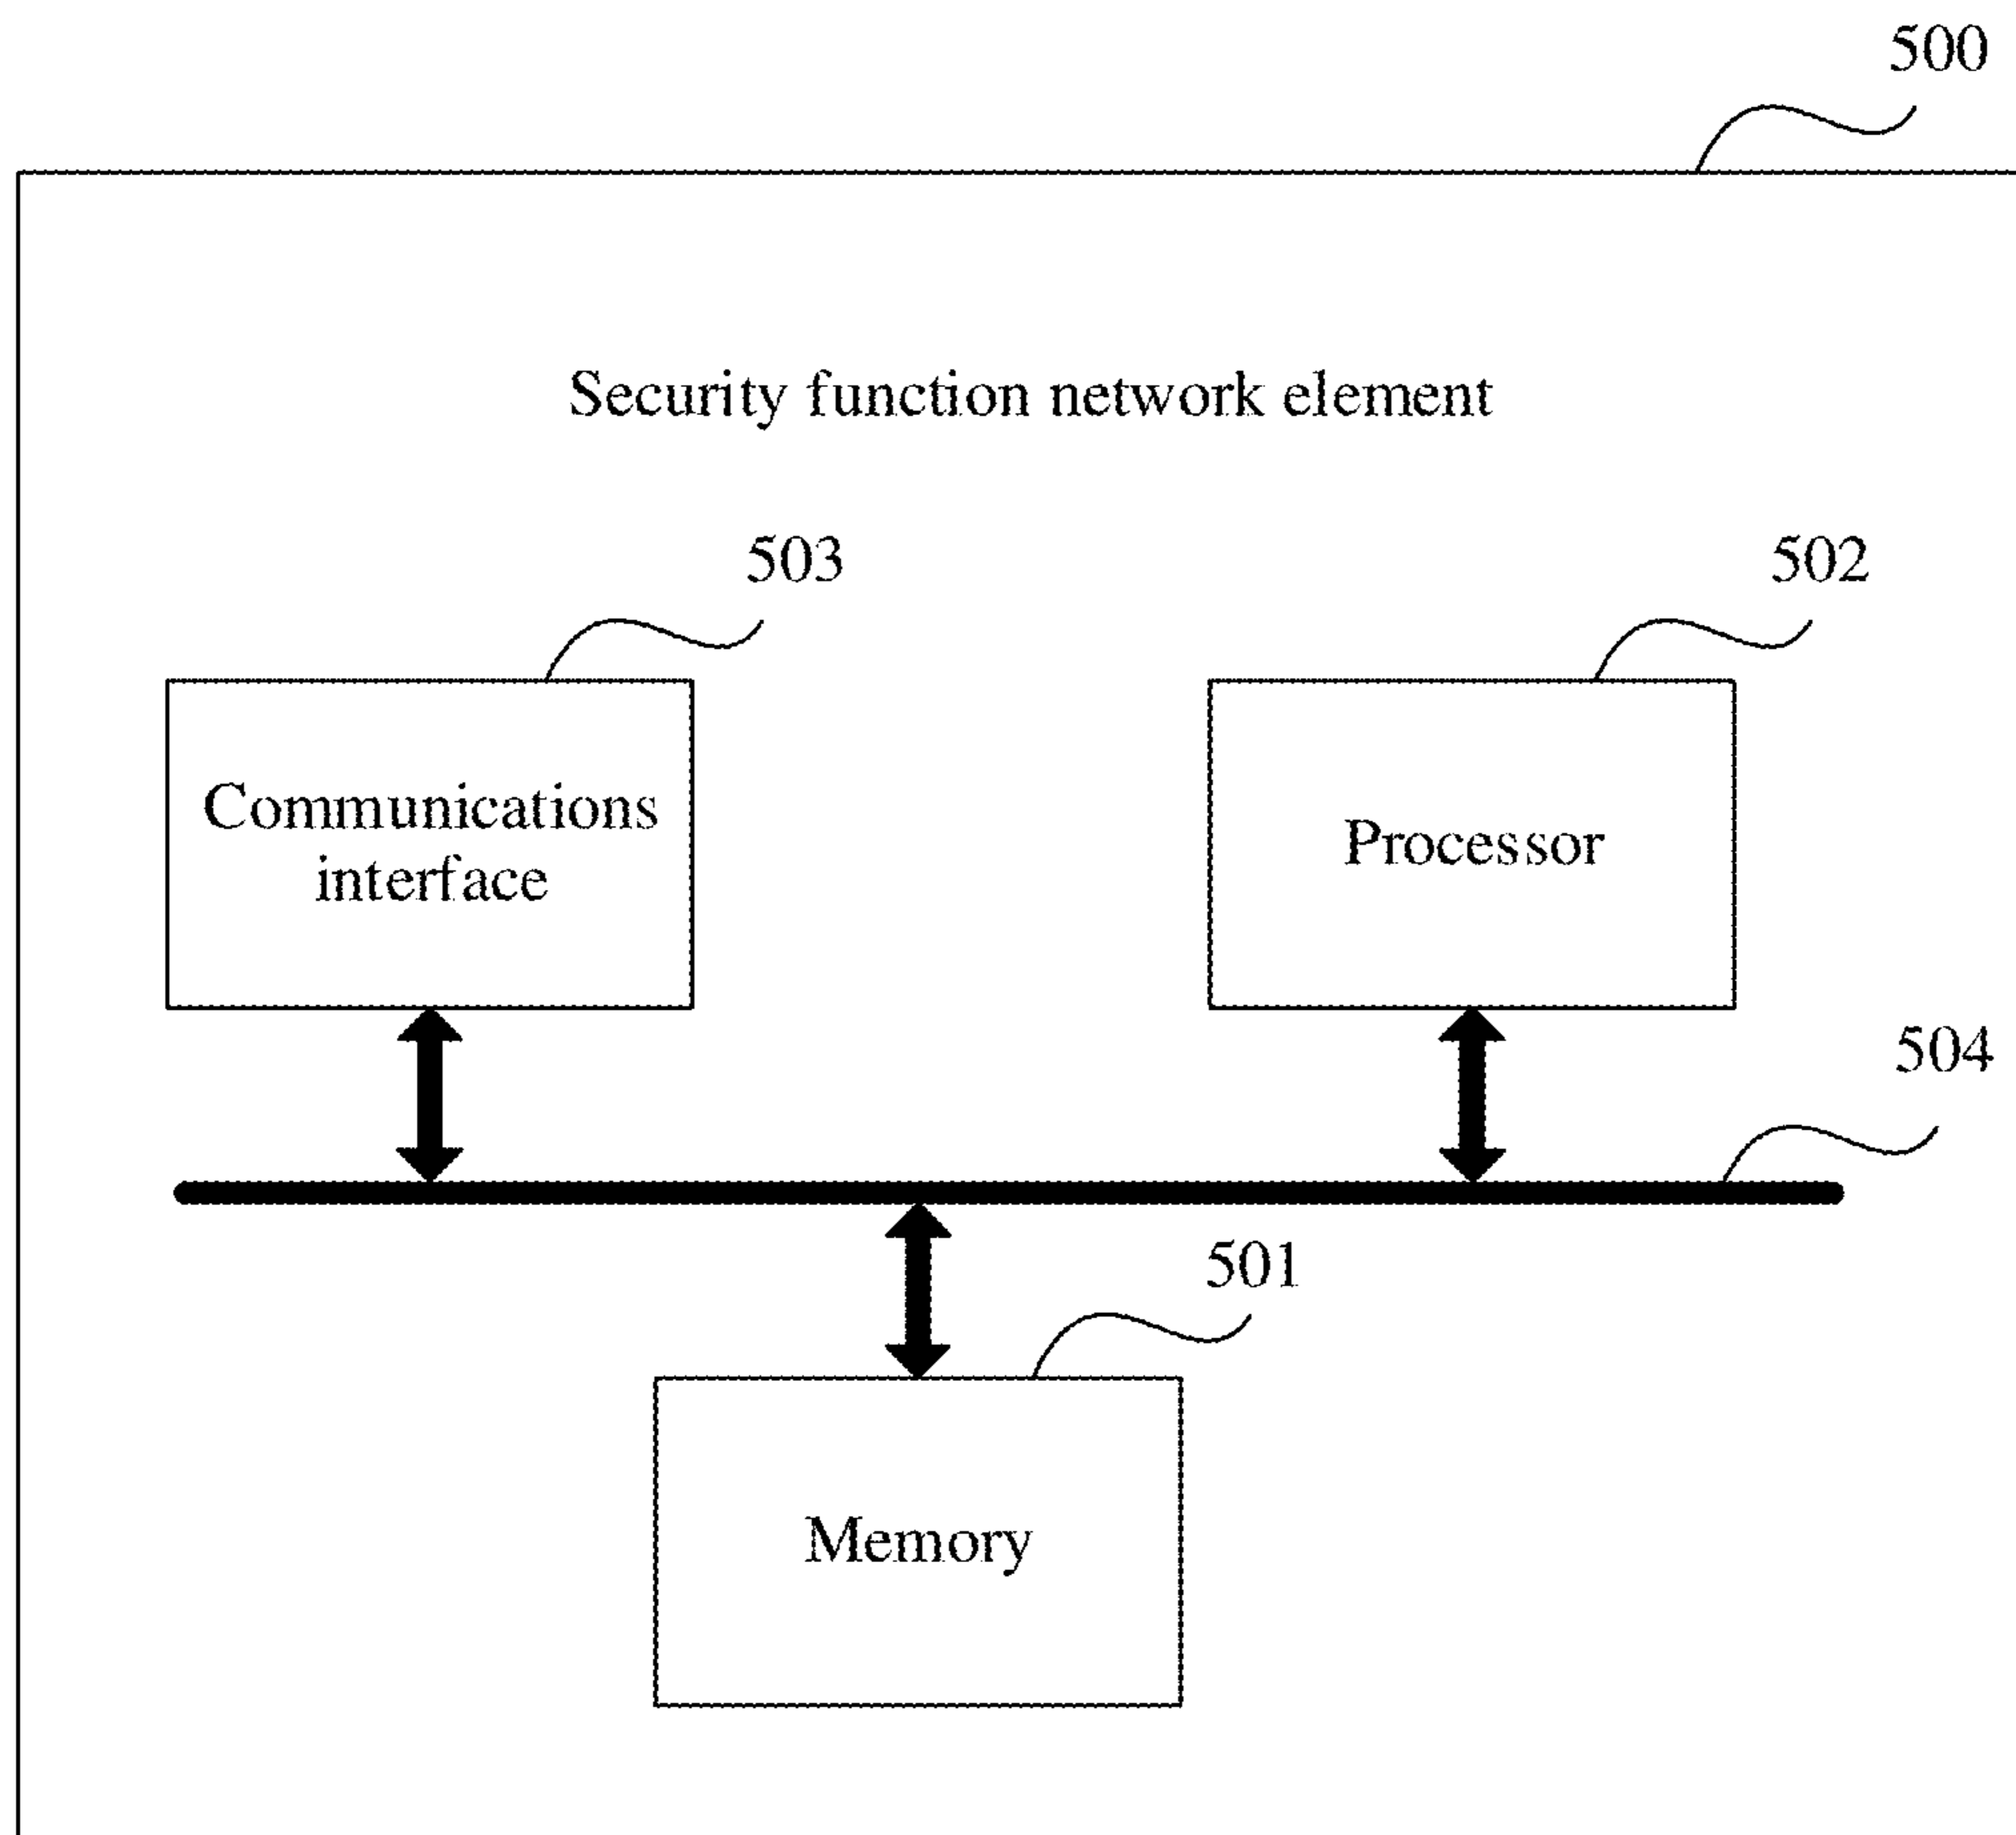 500
Security function network element
503
502
Communications
interface
Processor
504
501
Memory